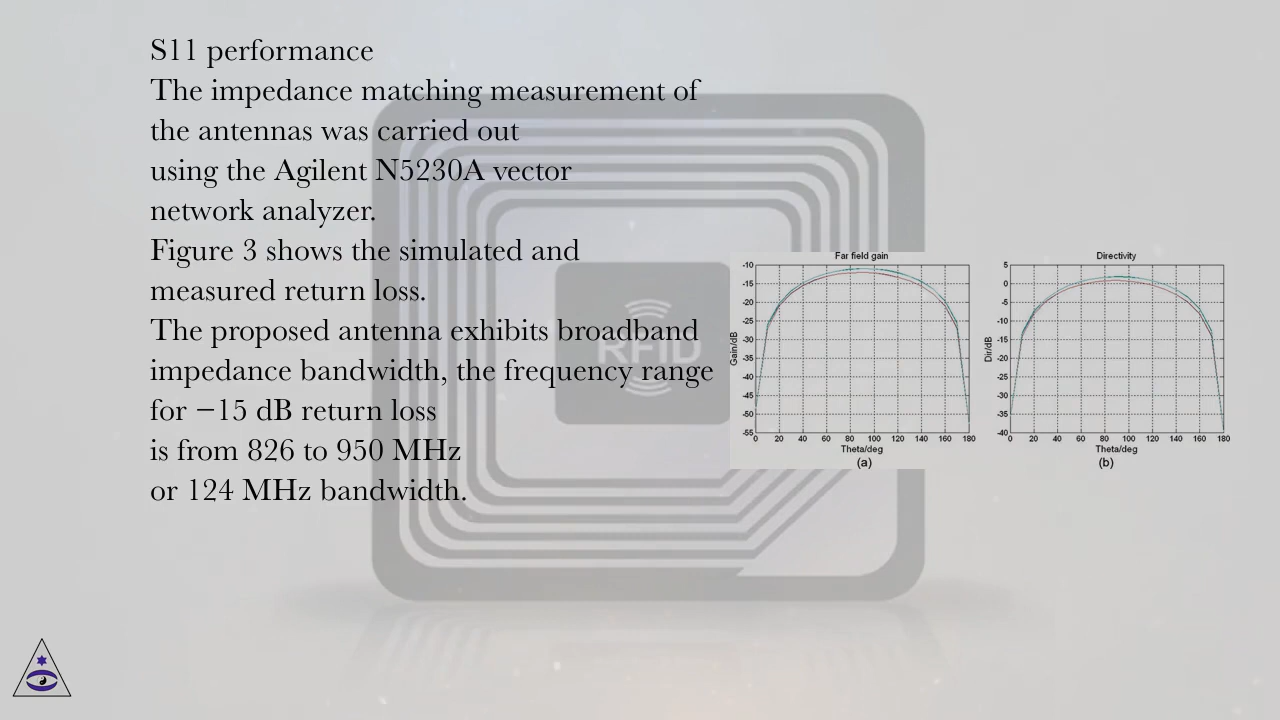 S11 performance
The impedance matching measurement of
the antennas was carried out
using the Agilent N5230A vector
network analyzer.
Figure 3 shows the simulated and
measured return loss.
The proposed antenna exhibits broadband
impedance bandwidth, the frequency range
for −15 dB return loss
is from 826 to 950 MHz
or 124 MHz bandwidth.
RFID
Far field gain
Gain/dB
-10
-15
-20
-25
-30
-35
-40
-45
-50
-55
0 20 40 60 80 100 120 140 160 180
Theta/deg
(a)
Directivity
Dir/dB
5
0
-5
-10
-15
-20
-25
-30
-35
-40
0 20 40 60 80 100 120 140 160 180
Theta/deg
(b)